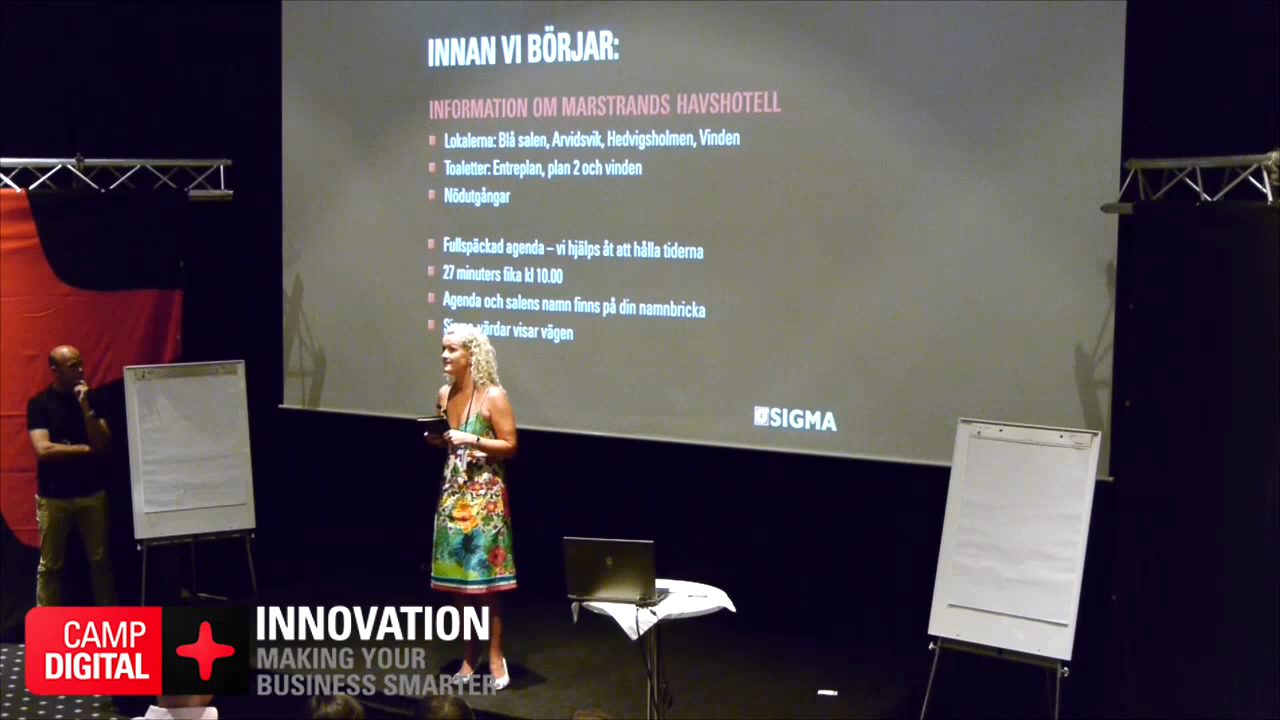 INNAN VI BÖRJAR:
INFORMATION OM MARSTRANDS HAVSHOTELL
Lokalerna: Blå salen, Arvidsvik, Hedvigsholmen, Vinden
Toaletter: Entreplan, plan 2 och vinden
Nödutgångar
Fullspäckad agenda – vi hjälps åt att hålla tiderna
27 minuters fika kl 10.00
Agenda och salens namn finns på din namnbricka
värdar visar vägen
SIGMA
CAMP
DIGITAL
INNOVATION
MAKING YOUR
BUSINESS SMARTER